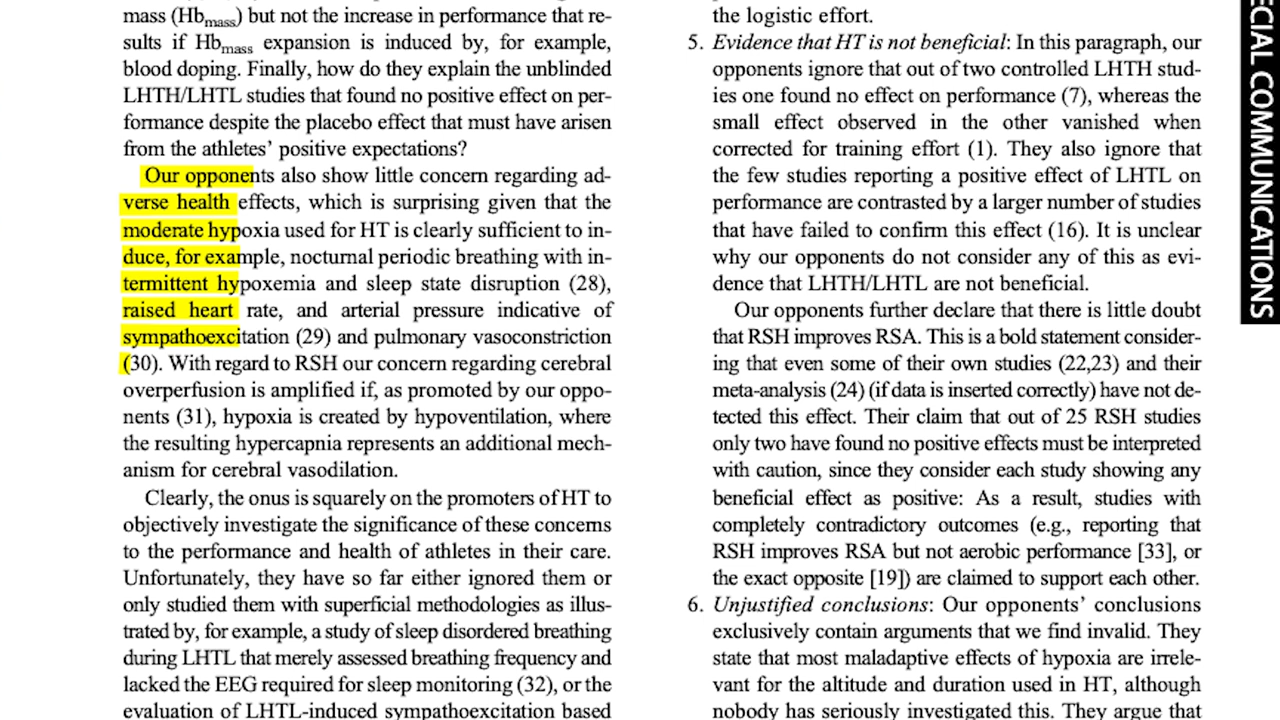 mass (Hbmass) but not the increase in performance that re-
sults if Hbmass expansion is induced by, for example,
blood doping. Finally, how do they explain the unblinded
LHTH/LHTL studies that found no positive effect on per-
formance despite the placebo effect that must have arisen
from the athletes' positive expectations?
Our opponents also show little concern regarding ad-
verse health effects, which is surprising given that the
moderate hypoxia used for HT is clearly sufficient to in-
duce, for example, nocturnal periodic breathing with in-
termittent hypoxemia and sleep state disruption (28),
raised heart rate, and arterial pressure indicative of
sympathoexcitation (29) and pulmonary vasoconstriction
(30). With regard to RSH our concern regarding cerebral
overperfusion is amplified if, as promoted by our oppo-
nents (31), hypoxia is created by hypoventilation, where
the resulting hypercapnia represents an additional mech-
anism for cerebral vasodilation.
Clearly, the onus is squarely on the promoters of HT to
objectively investigate the significance of these concerns
to the performance and health of athletes in their care.
Unfortunately, they have so far either ignored them or
only studied them with superficial methodologies as illus-
trated by, for example, a study of sleep disordered breathing
during LHTL that merely assessed breathing frequency and
lacked the EEG required for sleep monitoring (32), or the
evaluation of LHTL-induced sympathoexcitation based
the logistic effort.
5. Evidence that HT is not beneficial: In this paragraph, our
opponents ignore that out of two controlled LHTH stud-
ies one found no effect on performance (7), whereas the
small effect observed in the other vanished when
corrected for training effort (1). They also ignore that
the few studies reporting a positive effect of LHTL on
performance are contrasted by a larger number of studies
that have failed to confirm this effect (16). It is unclear
why our opponents do not consider any of this as evi-
dence that LHTH/LHTL are not beneficial.
Our opponents further declare that there is little doubt
that RSH improves RSA. This is a bold statement consider-
ing that even some of their own studies (22,23) and their
meta-analysis (24) (if data is inserted correctly) have not de-
tected this effect. Their claim that out of 25 RSH studies
only two have found no positive effects must be interpreted
with caution, since they consider each study showing any
beneficial effect as positive: As a result, studies with
completely contradictory outcomes (e.g., reporting that
RSH improves RSA but not aerobic performance [33], or
the exact opposite [19]) are claimed to support each other.
6. Unjustified conclusions: Our opponents' conclusions
exclusively contain arguments that we find invalid. They
state that most maladaptive effects of hypoxia are irrele-
vant for the altitude and duration used in HT, although
nobody has seriously investigated this. They argue that
COMMUNICATIONS